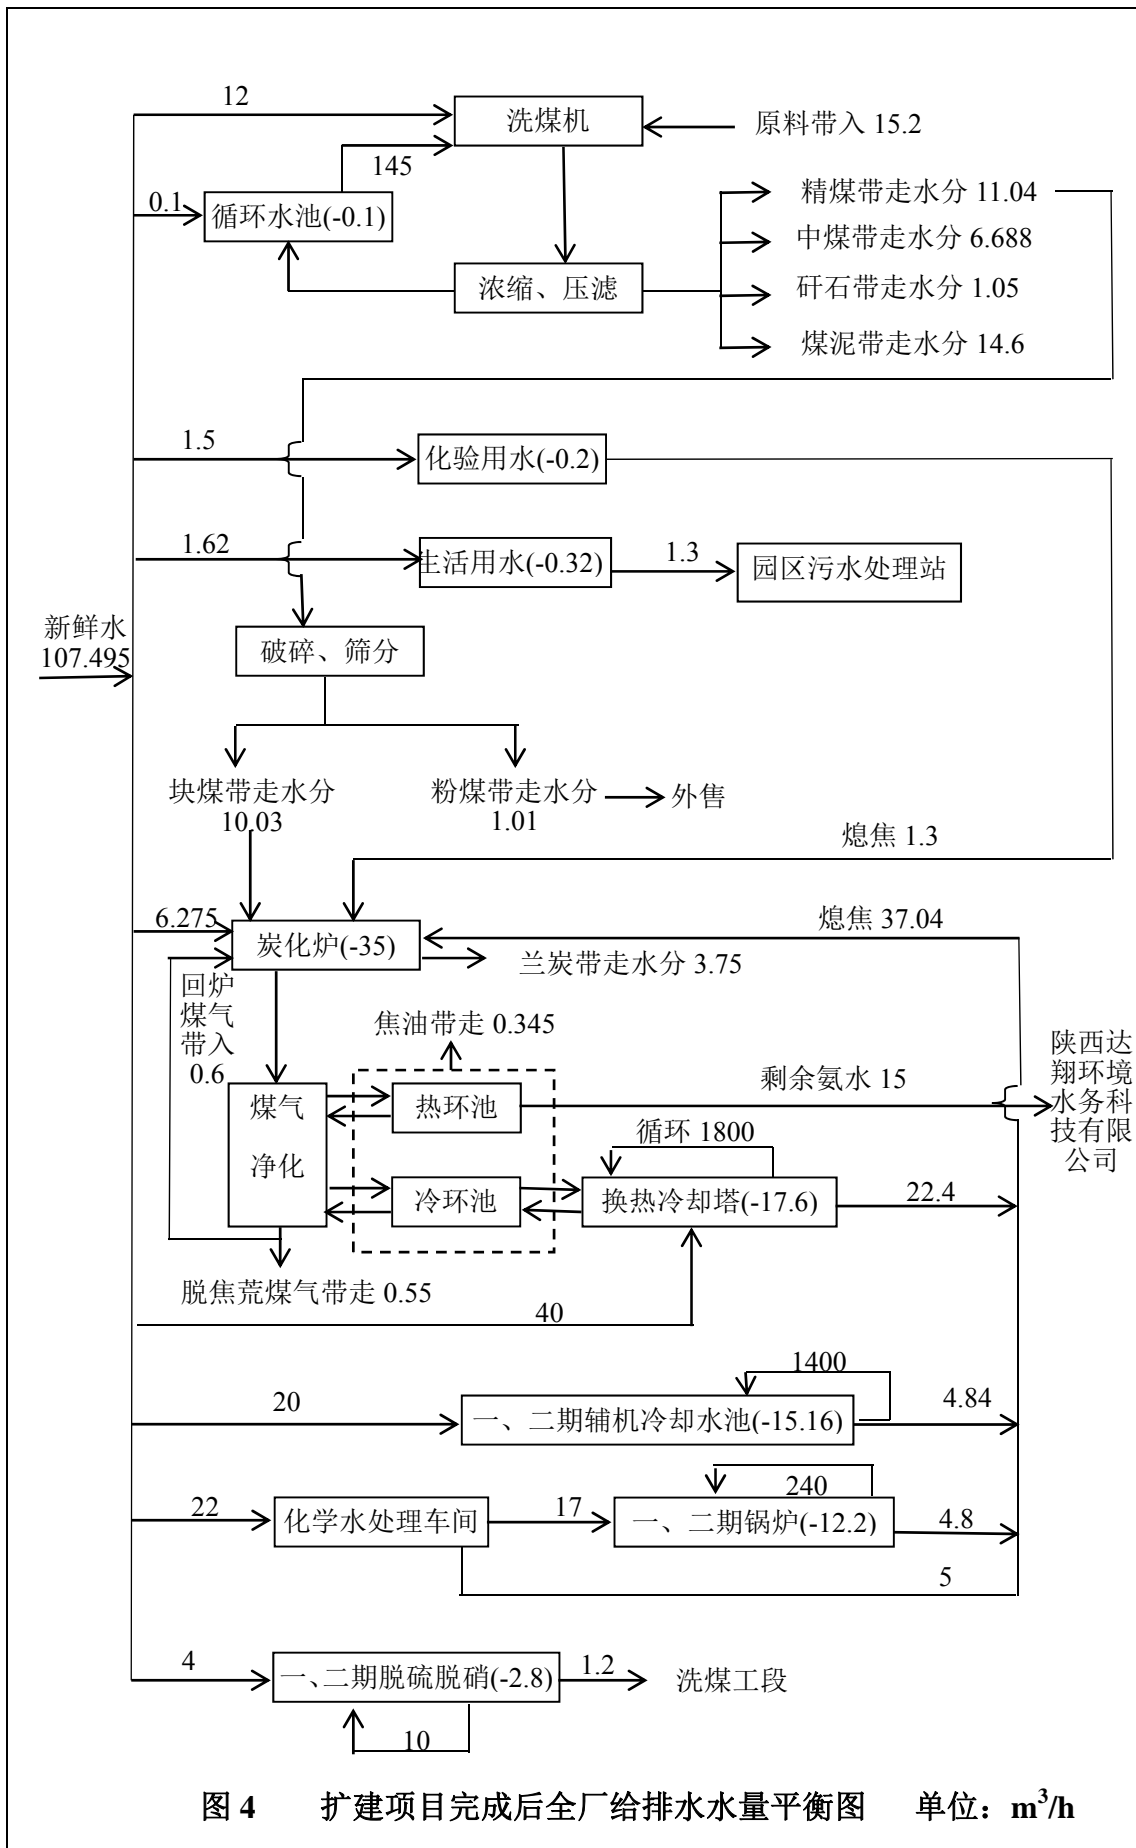 12
洗煤机
原料带入 15.2
145
0.1
循环水池(-0.1)
精煤带走水分 11.04
中煤带走水分 6.688
浓缩、压滤
矸石带走水分 1.05
煤泥带走水分 14.6
1.5
化验用水(-0.2)
1.62
生活用水(-0.32)
1.3
园区污水处理站
新鲜水
107.495
破碎、筛分
块煤带走水分
10.03
粉煤带走水分
1.01
外售
熄焦 1.3
6.275
炭化炉(-35)
熄焦 37.04
兰炭带走水分 3.75
回炉
煤气
带入
0.6
焦油带走 0.345
煤气
净化
热环池
剩余氨水 15
陕西达
翔环境
水务科
技有限
公司
循环 1800
冷环池
换热冷却塔(-17.6)
22.4
脱焦荒煤气带走 0.55
40
1400
20
一、二期辅机冷却水池(-15.16)
4.84
240
22
化学水处理车间
17
一、二期锅炉(-12.2)
4.8
5
4
一、二期脱硫脱硝(-2.8)
1.2
洗煤工段
10
图 4 扩建项目完成后全厂给排水水量平衡图 单位：m³/h